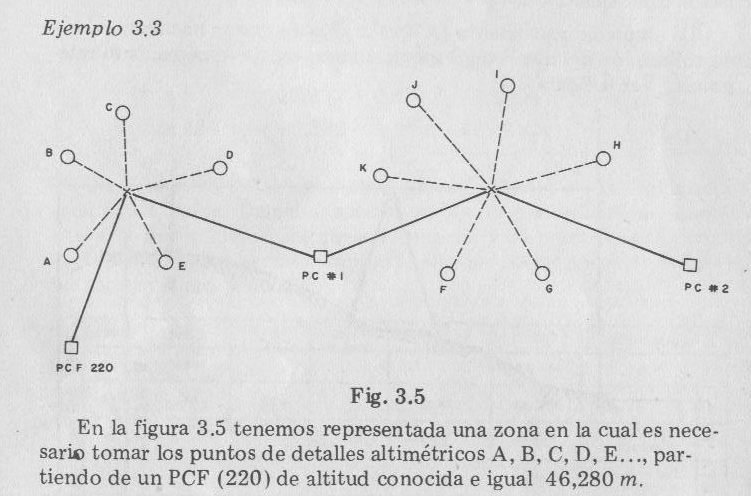 Ejemplo 3.3
I
J
C
H
B
D
K
A
E
PC #1
F
G
PC #2
PCF 220
Fig. 3.5
En la figura 3.5 tenemos representada una zona en la cual es nece-
sario tomar los puntos de detalles altimétricos A, B, C, D, E..., par-
tiendo de un PCF (220) de altitud conocida e igual 46,280 m.